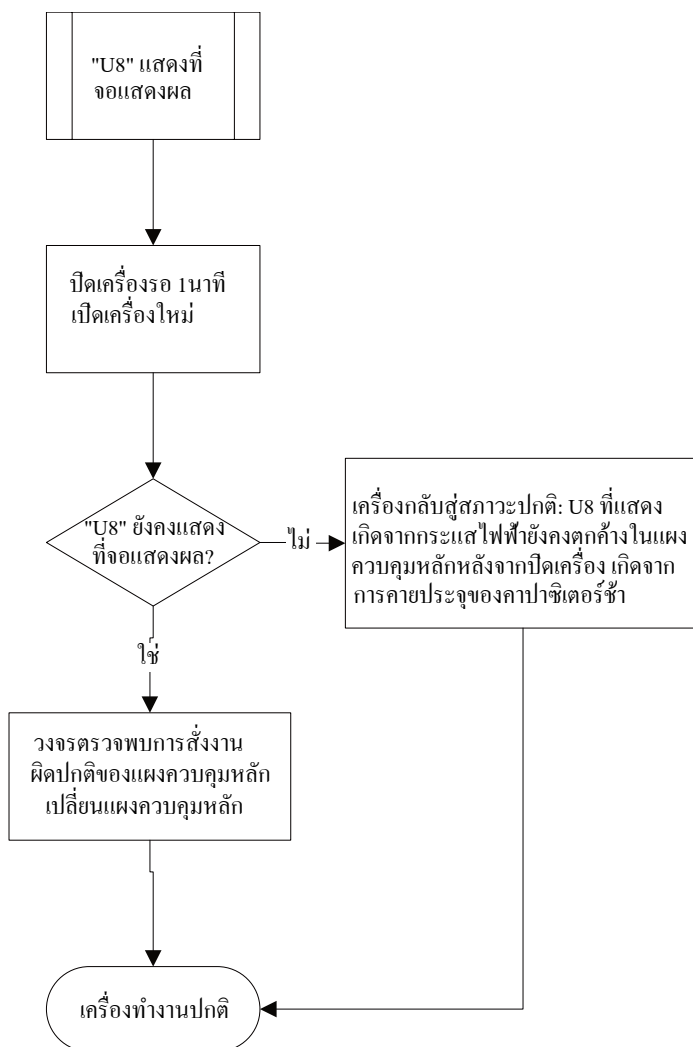 "U8" แสดงที่
จอแสดงผล
ปิดเครื่องรอ 1นาที
เปิดเครื่องใหม่
"U8" ยังคงแสดง
ที่จอแสดงผล?
ไม่
เครื่องกลับสู่สภาวะปกติ: U8 ที่แสดง
เกิดจากกระแสไฟฟ้ายังคงตกค้างในแผง
ควบคุมหลักหลังจากปิดเครื่อง เกิดจาก
การคายประจุของคาปาซิเตอร์ช้า
ใช่
วงจรตรวจพบการสั่งงาน
ผิดปกติของแผงควบคุมหลัก
เปลี่ยนแผงควบคุมหลัก
เครื่องทำงานปกติ